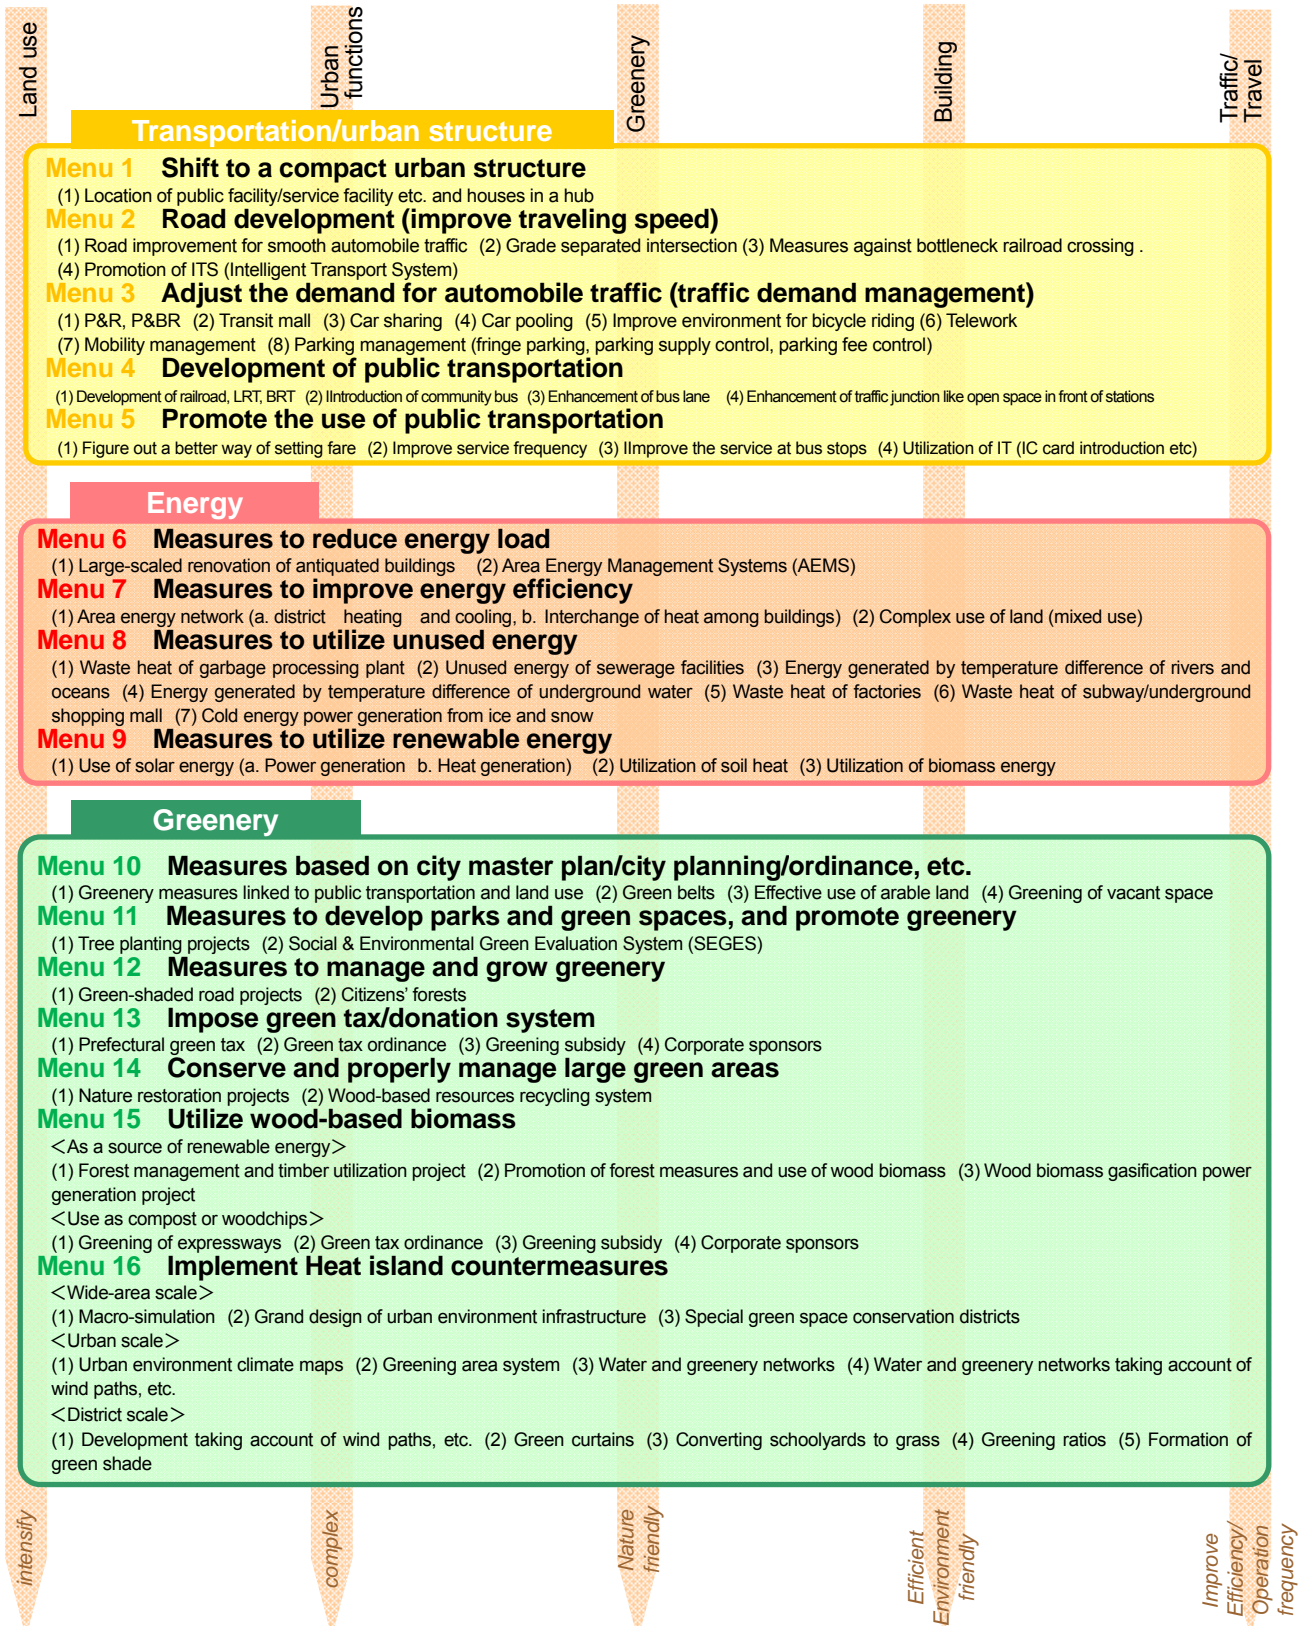 Land use
Urban
functions
Greenery
Building
Traffic/
Travel
Transportation/urban structure
Menu 1 Shift to a compact urban structure
(1) Location of public facility/service facility etc. and houses in a hub
Menu 2 Road development (improve traveling speed)
(1) Road improvement for smooth automobile traffic (2) Grade separated intersection (3) Measures against bottleneck railroad crossing .
(4) Promotion of ITS (Intelligent Transport System)
Menu 3 Adjust the demand for automobile traffic (traffic demand management)
(1) P&R, P&BR (2) Transit mall (3) Car sharing (4) Car pooling (5) Improve environment for bicycle riding (6) Telework
(7) Mobility management (8) Parking management (fringe parking, parking supply control, parking fee control)
Menu 4 Development of public transportation
(1) Development of railroad, LRT, BRT (2) IIntroduction of community bus (3) Enhancement of bus lane (4) Enhancement of traffic junction like open space in front of stations
Menu 5 Promote the use of public transportation
(1) Figure out a better way of setting fare (2) Improve service frequency (3) IImprove the service at bus stops (4) Utilization of IT (IC card introduction etc)
Energy
Menu 6 Measures to reduce energy load
(1) Large-scaled renovation of antiquated buildings (2) Area Energy Management Systems (AEMS)
Menu 7 Measures to improve energy efficiency
(1) Area energy network (a. district heating and cooling, b. Interchange of heat among buildings) (2) Complex use of land (mixed use)
Menu 8 Measures to utilize unused energy
(1) Waste heat of garbage processing plant (2) Unused energy of sewerage facilities (3) Energy generated by temperature difference of rivers and
oceans (4) Energy generated by temperature difference of underground water (5) Waste heat of factories (6) Waste heat of subway/underground
shopping mall (7) Cold energy power generation from ice and snow
Menu 9 Measures to utilize renewable energy
(1) Use of solar energy (a. Power generation b. Heat generation) (2) Utilization of soil heat (3) Utilization of biomass energy
Greenery
Menu 10 Measures based on city master plan/city planning/ordinance, etc.
(1) Greenery measures linked to public transportation and land use (2) Green belts (3) Effective use of arable land (4) Greening of vacant space
Menu 11 Measures to develop parks and green spaces, and promote greenery
(1) Tree planting projects (2) Social & Environmental Green Evaluation System (SEGES)
Menu 12 Measures to manage and grow greenery
(1) Green-shaded road projects (2) Citizens' forests
Menu 13 Impose green tax/donation system
(1) Prefectural green tax (2) Green tax ordinance (3) Greening subsidy (4) Corporate sponsors
Menu 14 Conserve and properly manage large green areas
(1) Nature restoration projects (2) Wood-based resources recycling system
Menu 15 Utilize wood-based biomass
＜As a source of renewable energy＞
(1) Forest management and timber utilization project (2) Promotion of forest measures and use of wood biomass (3) Wood biomass gasification power
generation project
＜Use as compost or woodchips＞
(1) Greening of expressways (2) Green tax ordinance (3) Greening subsidy (4) Corporate sponsors
Menu 16 Implement Heat island countermeasures
＜Wide-area scale＞
(1) Macro-simulation (2) Grand design of urban environment infrastructure (3) Special green space conservation districts
＜Urban scale＞
(1) Urban environment climate maps (2) Greening area system (3) Water and greenery networks (4) Water and greenery networks taking account of
wind paths, etc.
＜District scale＞
(1) Development taking account of wind paths, etc. (2) Green curtains (3) Converting schoolyards to grass (4) Greening ratios (5) Formation of
green shade
intensify
complex
Nature
friendly
Efficient
Environment
friendly
Improve
Efficiency/
Operation
frequency